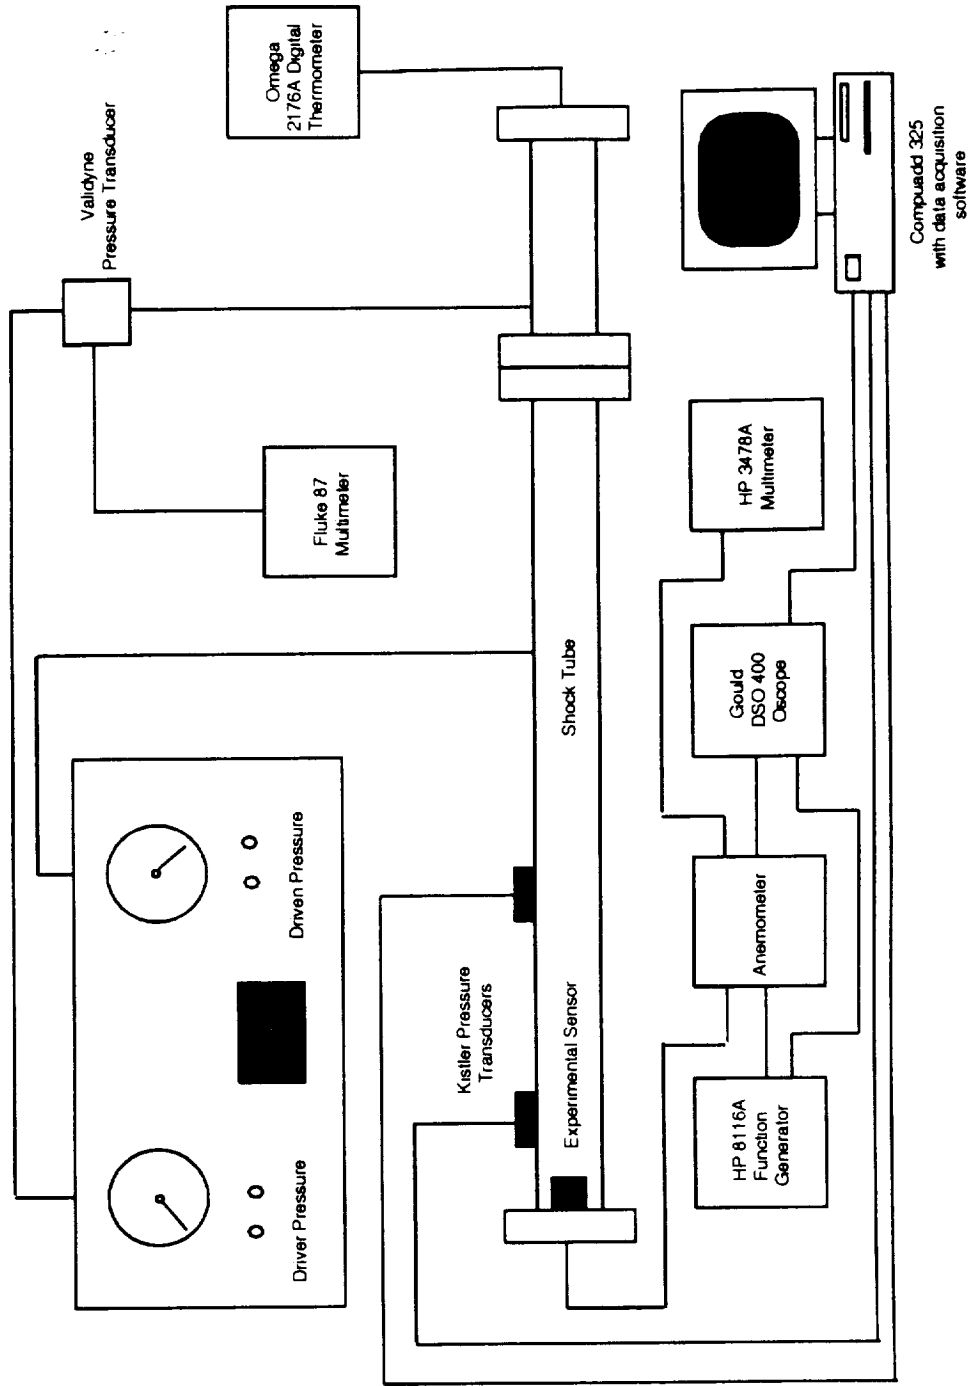 Omega
2176A Digital
Thermometer
Validyne
Pressure Transducer
Fluke 87
Multimeter
Driven Pressure
Driver Pressure
Kistler Pressure
Transducers
Experimental Sensor
Shock Tube
Compuadd 325
with data acquisition
software
HP 3478A
Multimeter
Gould
DSO 400
Oscope
Anemometer
HP 8116A
Function
Generator